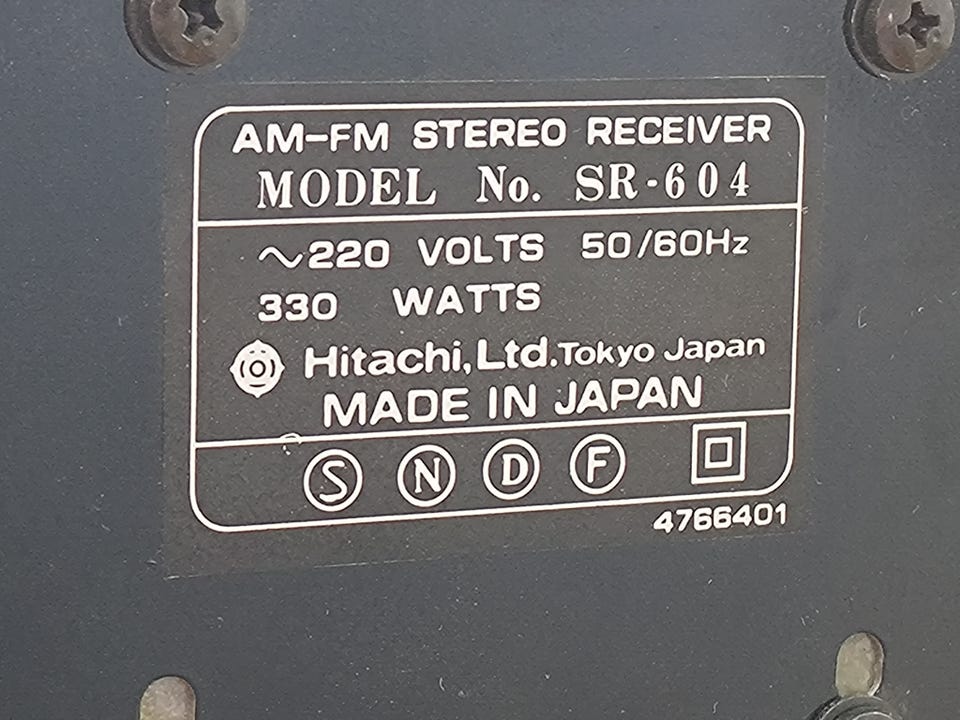 AM-FM STEREO RECEIVER
MODEL No. SR-604
~220 VOLTS 50/60Hz
330 WATTS
Hitachi, Ltd. Tokyo Japan
MADE IN JAPAN
S N D F
4766401